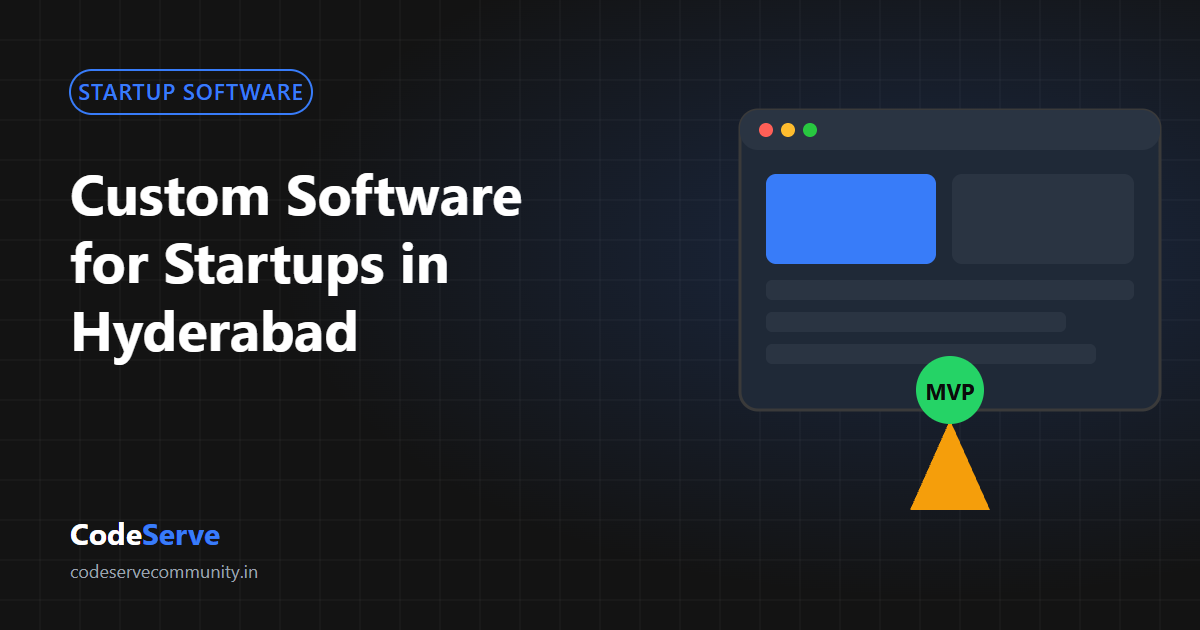 STARTUP SOFTWARE
Custom Software
for Startups in
Hyderabad
MVP
CodeServe
codeservecommunity.in